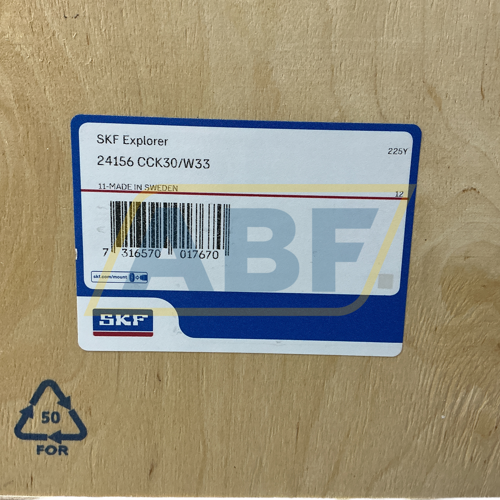 SKF Explorer
225Y
24156 CCK30/W33
11-MADE IN SWEDEN
12
7 316570 017670
skf.com/mount
SKF
ABF
50
FOR